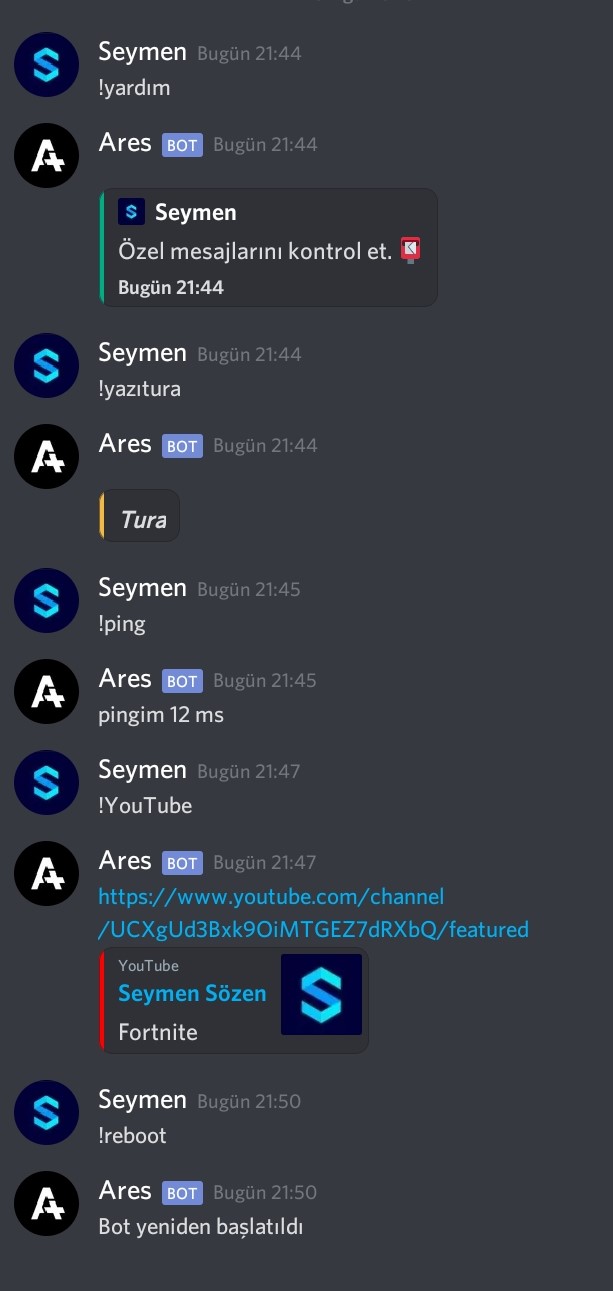 Seymen Bugün 21:44
!yardım
Ares BOT Bugün 21:44
Seymen
Özel mesajlarını kontrol et.
Bugün 21:44
Seymen Bugün 21:44
!yazıtura
Ares BOT Bugün 21:44
Tura
Seymen Bugün 21:45
!ping
Ares BOT Bugün 21:45
pingim 12 ms
Seymen Bugün 21:47
!YouTube
Ares BOT Bugün 21:47
https://www.youtube.com/channel
/UCXgUd3Bxk9OiMTGEZ7dRXbQ/featured
YouTube
Seymen Sözen
Fortnite
Seymen Bugün 21:50
!reboot
Ares BOT Bugün 21:50
Bot yeniden başlatıldı